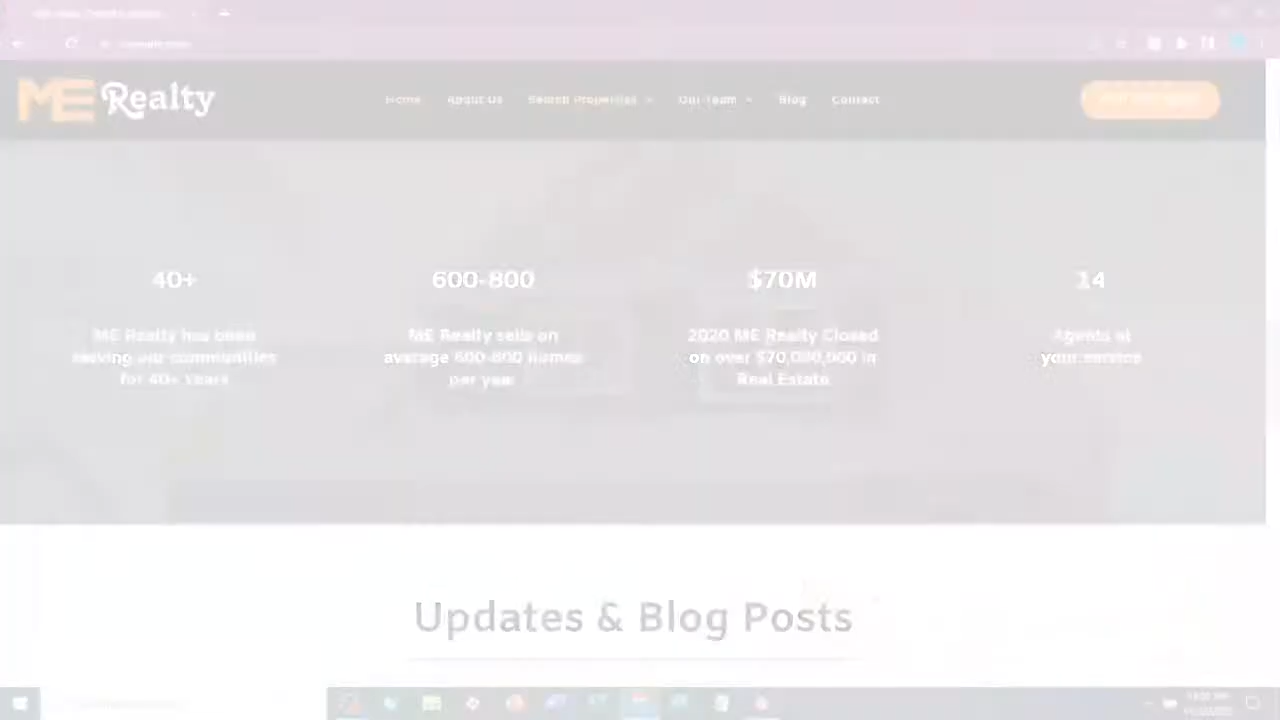 ME Realty
Home About Us Search Properties Our Team Blog Contact
40+ 600-800 $70M 14
ME Realty has been
serving our communities
for 40+ Years
ME Realty sells on
average 600-800 homes
per year
2020 ME Realty Closed
on over $70,000,000 in
Real Estate
Agents at
your service
Updates & Blog Posts